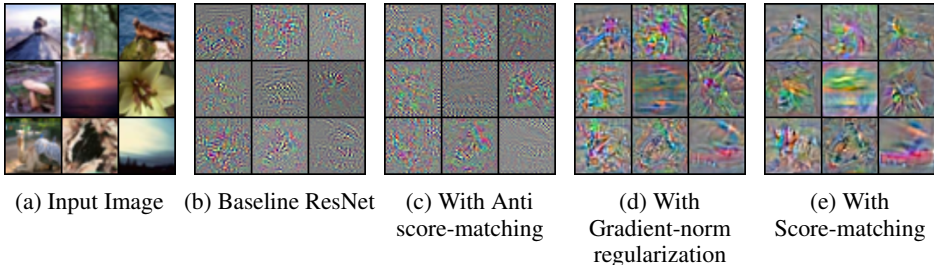 (a) Input Image
(b) Baseline ResNet
(c) With Anti
score-matching
(d) With
Gradient-norm
regularization
(e) With
Score-matching